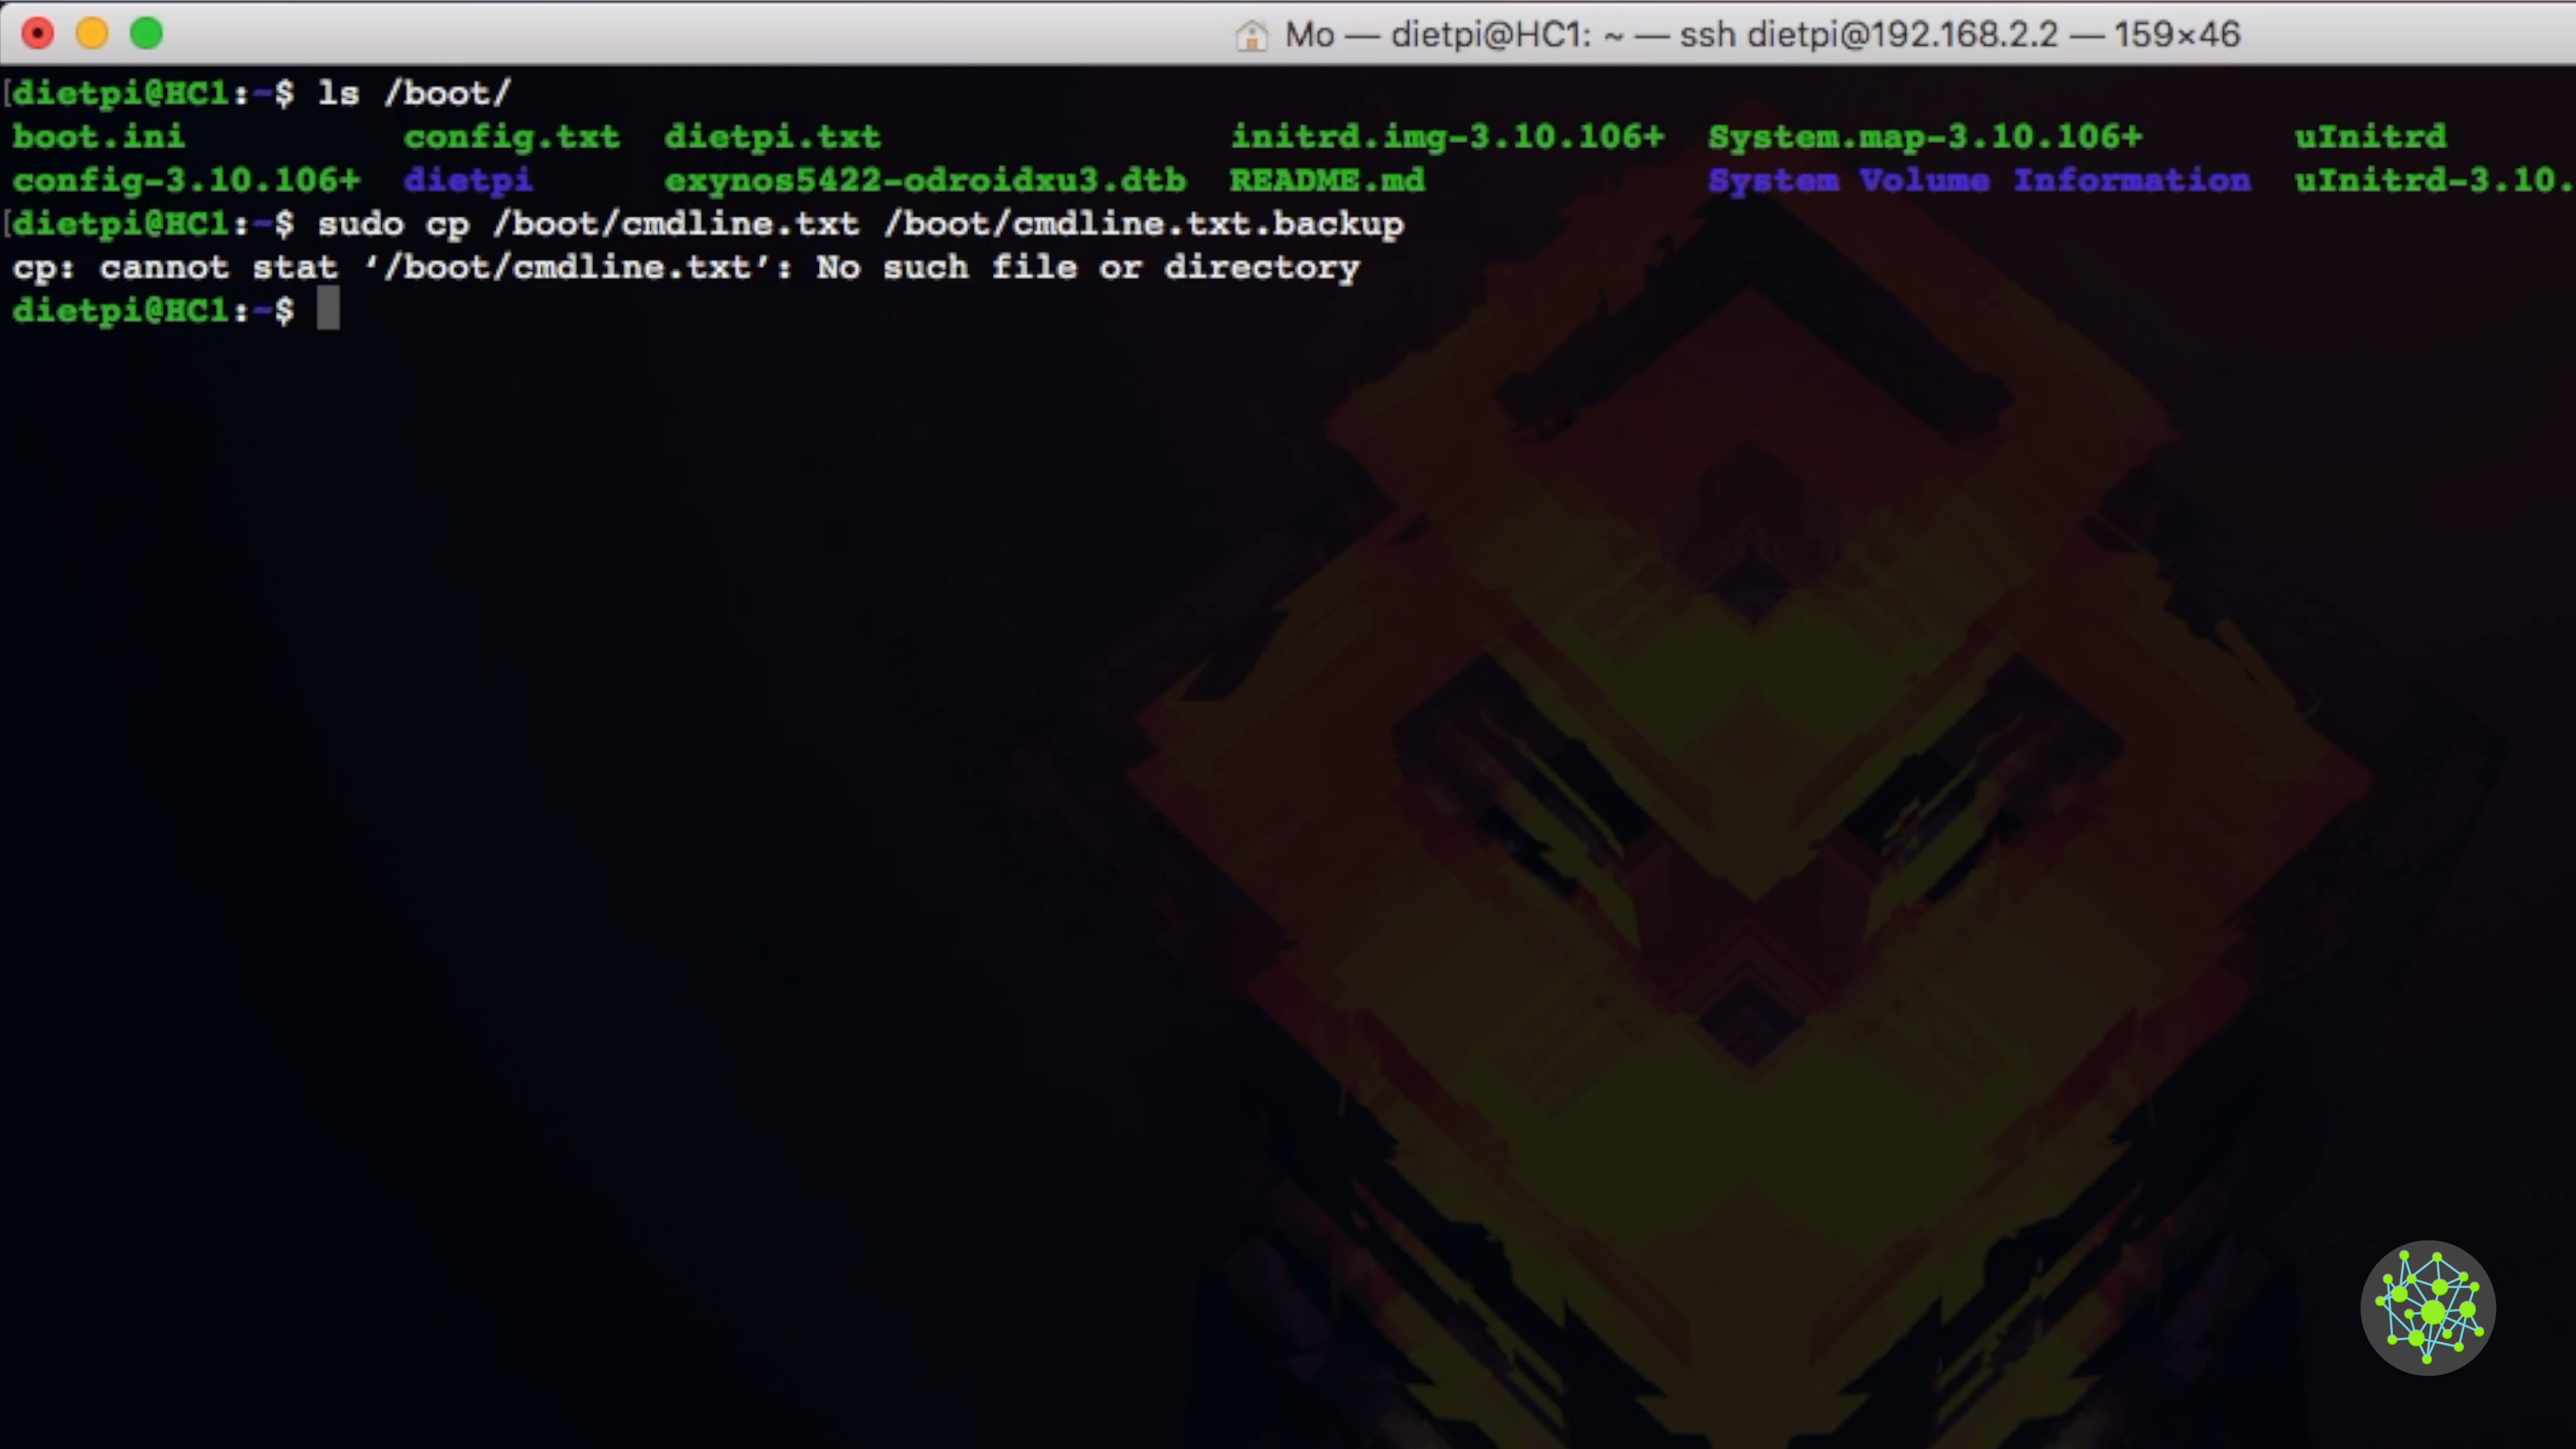 Mo — dietpi@HC1: ~ — ssh dietpi@192.168.2.2 — 159×46
[dietpi@HC1:~$ ls /boot/
boot.ini config.txt dietpi.txt initrd.img-3.10.106+ System.map-3.10.106+ uInitrd
config-3.10.106+ dietpi exynos5422-odroidxu3.dtb README.md System Volume Information uInitrd-3.10.
[dietpi@HC1:~$ sudo cp /boot/cmdline.txt /boot/cmdline.txt.backup
cp: cannot stat ‘/boot/cmdline.txt’: No such file or directory
dietpi@HC1:~$